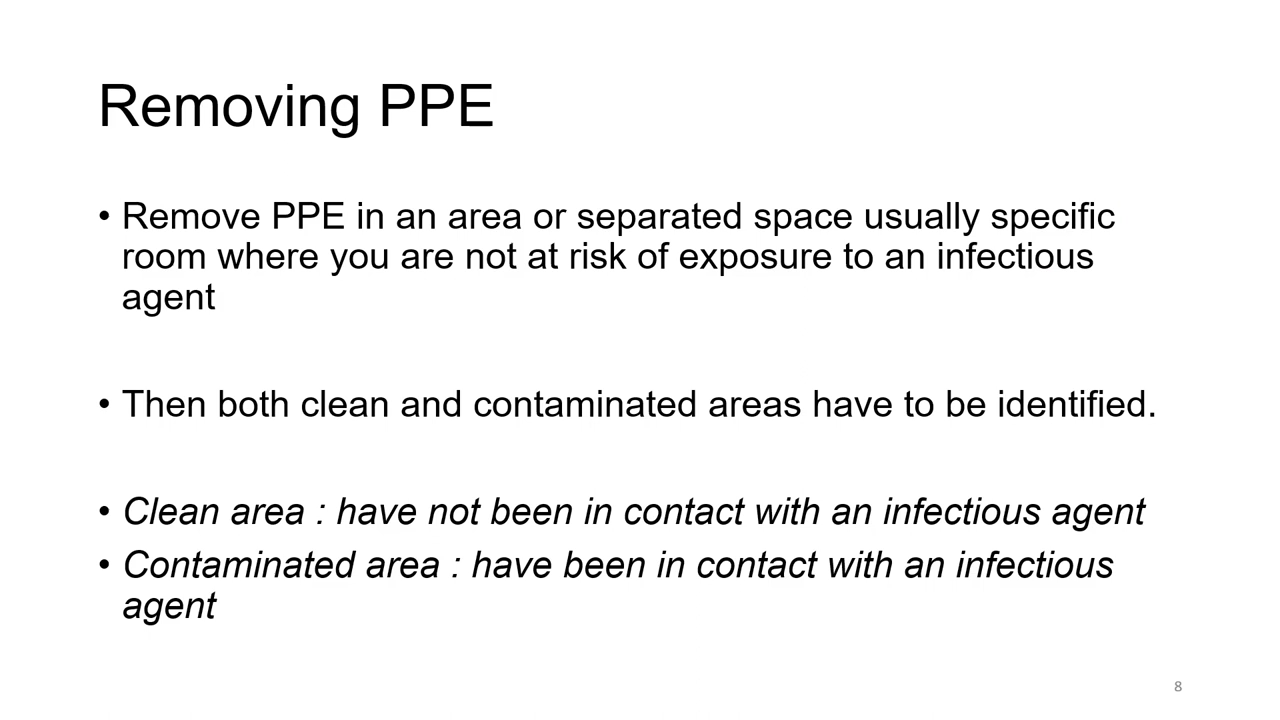 Removing PPE
• Remove PPE in an area or separated space usually specific
room where you are not at risk of exposure to an infectious
agent
• Then both clean and contaminated areas have to be identified.
• Clean area : have not been in contact with an infectious agent
• Contaminated area : have been in contact with an infectious
agent
8